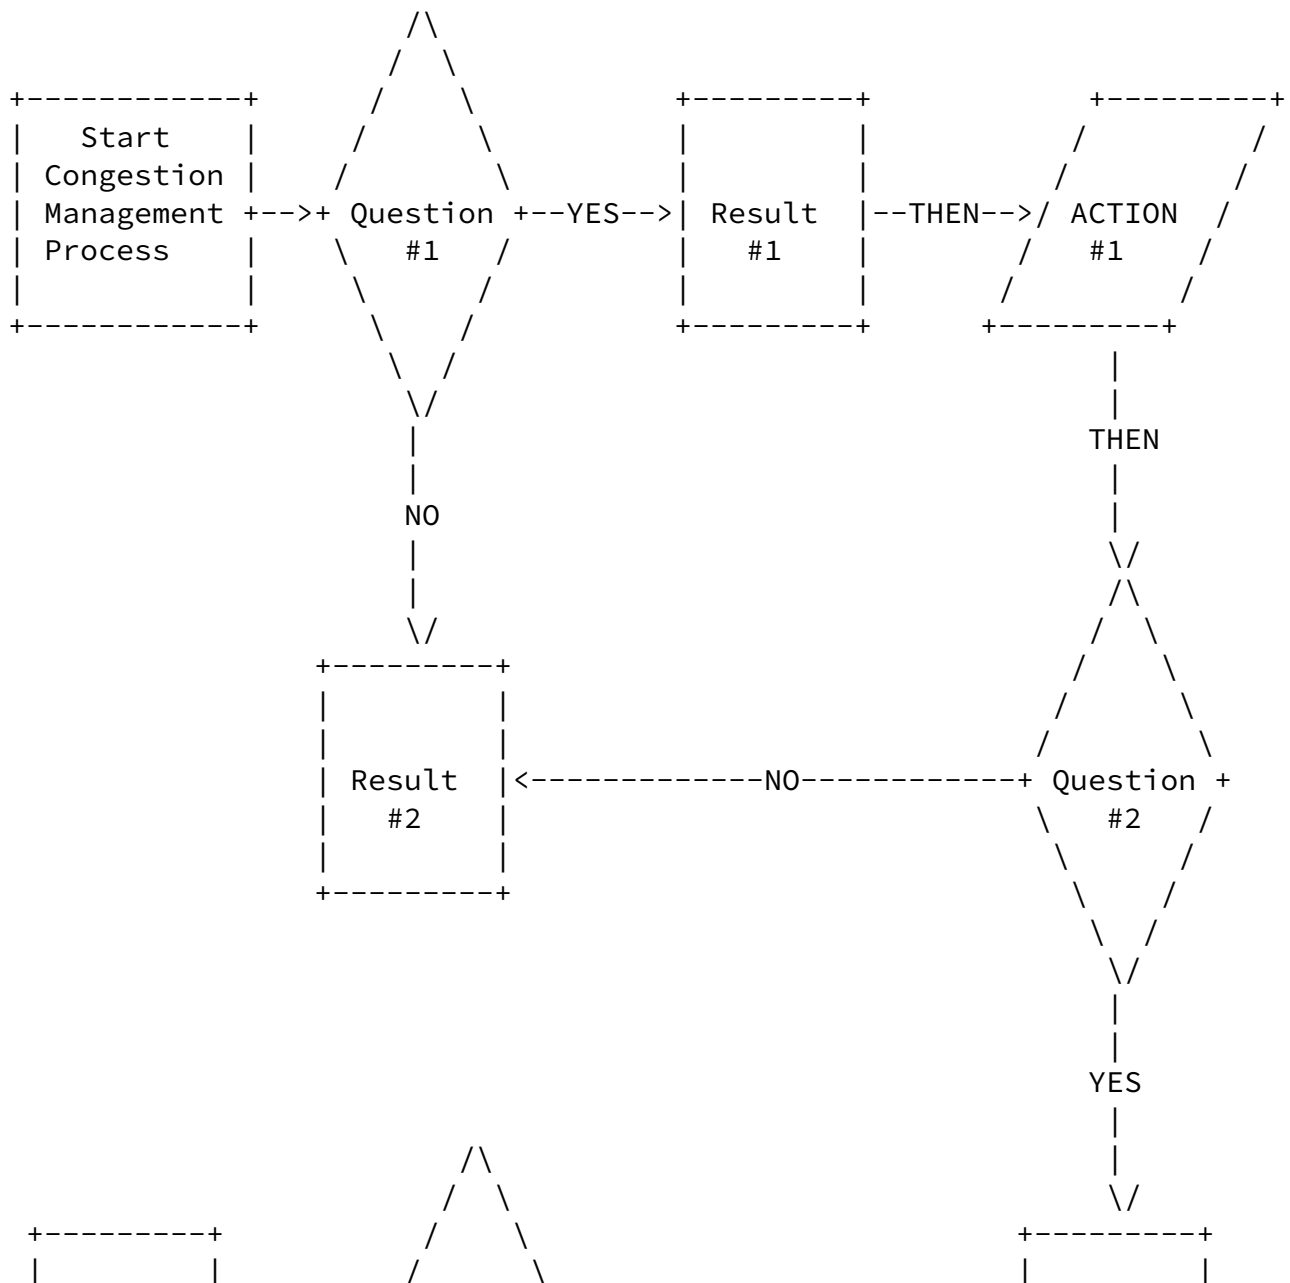 Start
Congestion
Management
Process
Question
#1
YES
Result
#1
THEN
ACTION
#1
NO
THEN
Result
#2
NO
Question
#2
YES